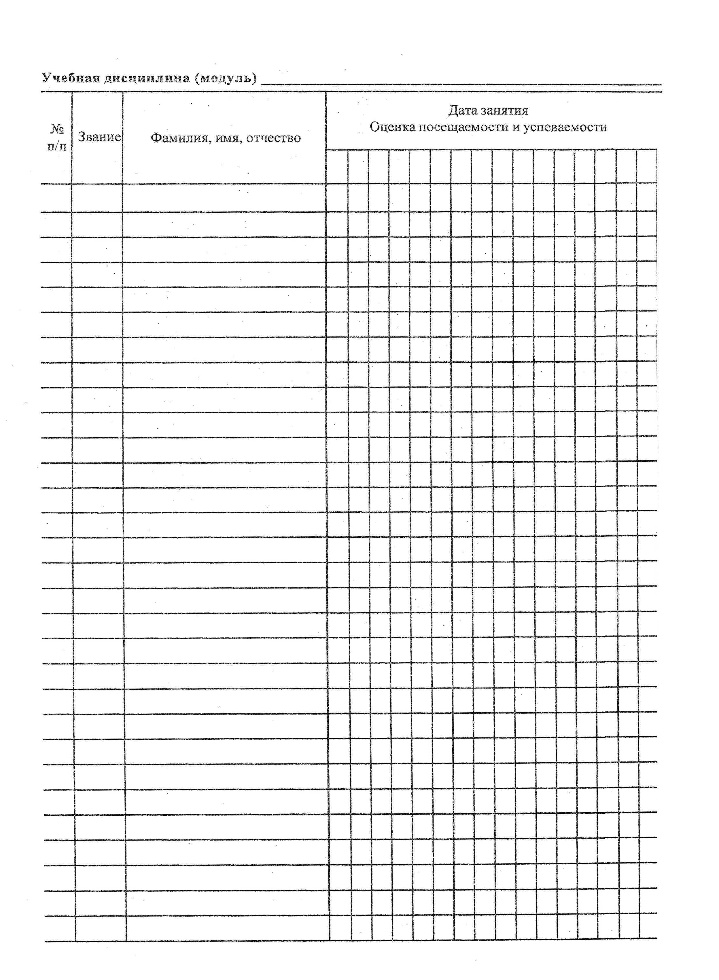 Учебная дисциплина (модуль)
№
п/п
Звание
Фамилия, имя, отчество
Дата занятия
Оценка посещаемости и успеваемости